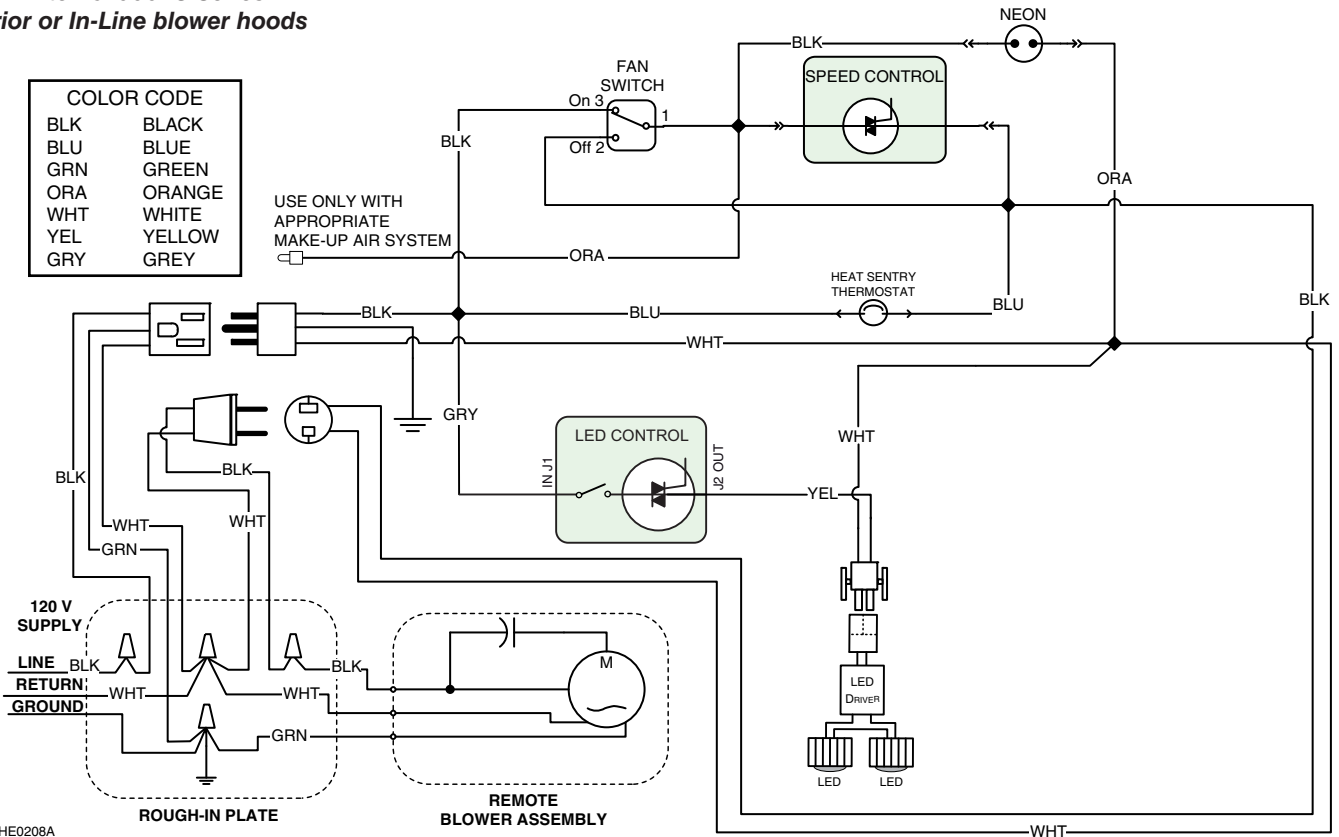 rior or In-Line blower hoods
COLOR CODE
BLK BLACK
BLU BLUE
GRN GREEN
ORA ORANGE
WHT WHITE
YEL YELLOW
GRY GREY
NEON
BLK
FAN
SWITCH
SPEED CONTROL
On 3
1
Off 2
BLK
ORA
USE ONLY WITH
APPROPRIATE
MAKE-UP AIR SYSTEM
ORA
HEAT SENTRY
THERMOSTAT
BLK
BLU
BLU
BLK
WHT
GRY
LED CONTROL
IN J1
J2 OUT
WHT
YEL
BLK
BLK
WHT
WHT
GRN
120 V
SUPPLY
LINE
BLK
RETURN
WHT
GROUND
BLK
WHT
GRN
M
LED
DRIVER
LED
LED
ROUGH-IN PLATE
REMOTE
BLOWER ASSEMBLY
WHT
HE0208A